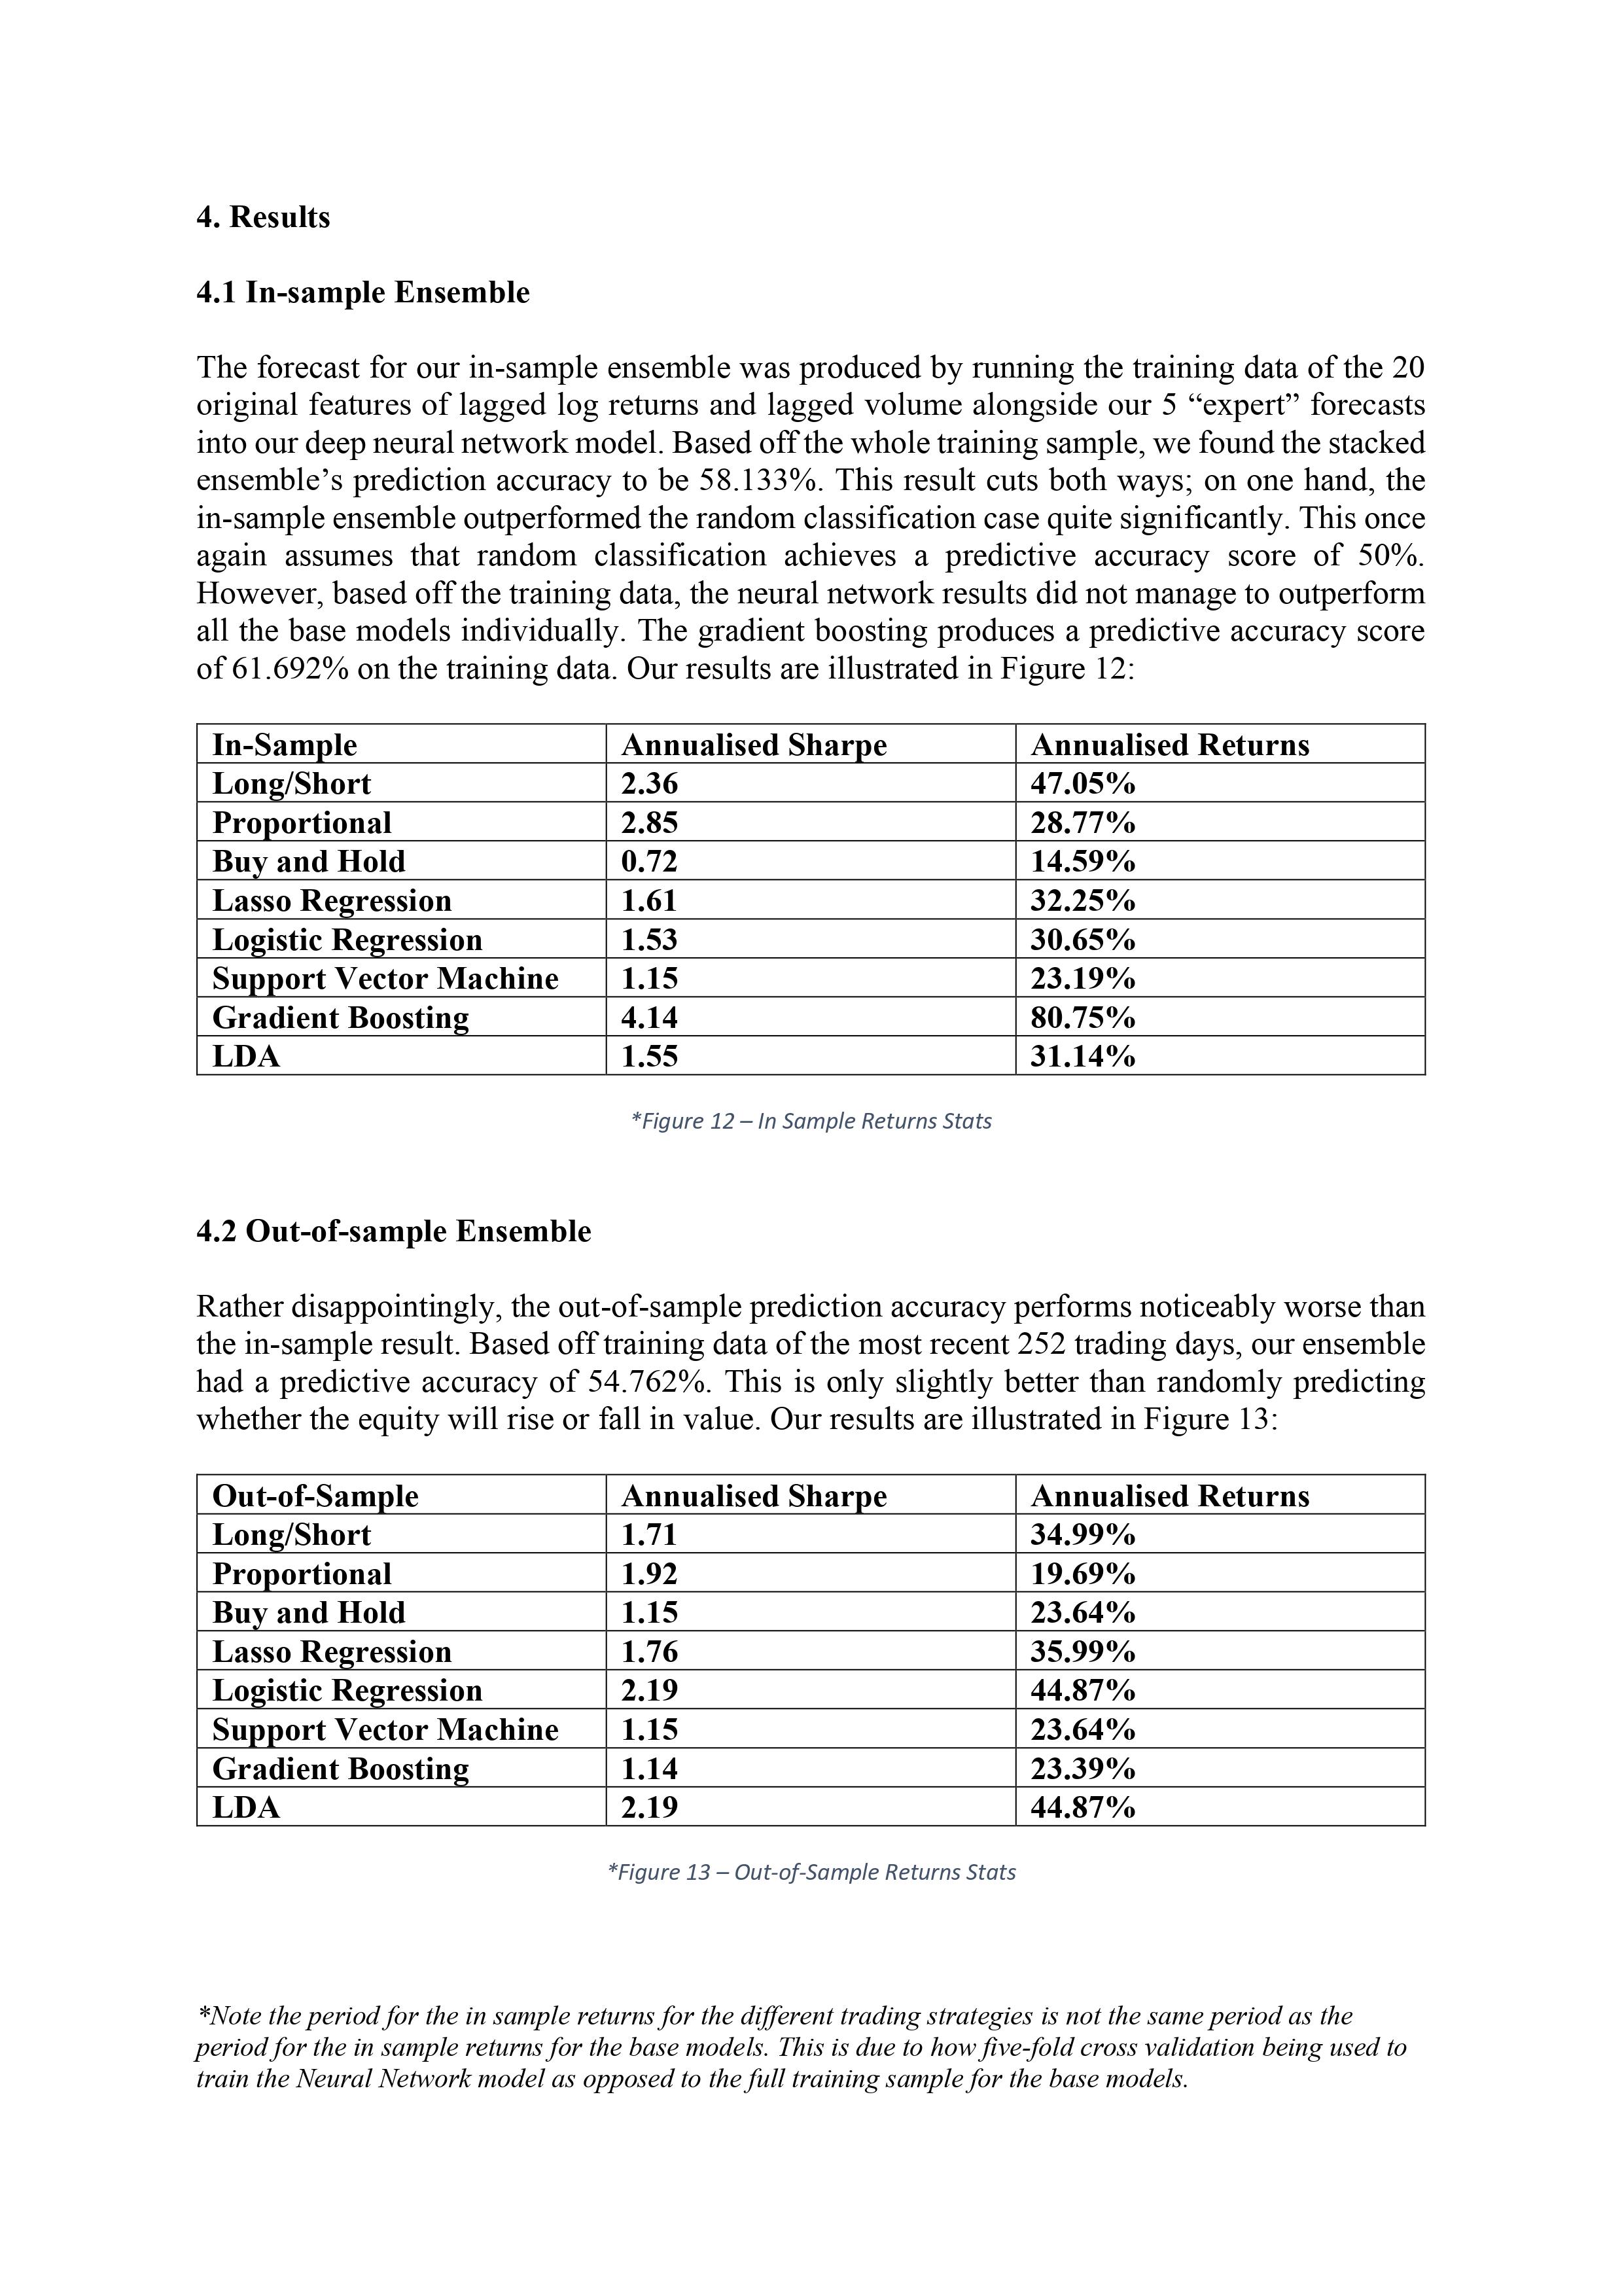 4. Results
4.1 In-sample Ensemble
The forecast for our in-sample ensemble was produced by running the training data of the 20
original features of lagged log returns and lagged volume alongside our 5 “expert” forecasts
into our deep neural network model. Based off the whole training sample, we found the stacked
ensemble’s prediction accuracy to be 58.133%. This result cuts both ways; on one hand, the
in-sample ensemble outperformed the random classification case quite significantly. This once
again assumes that random classification achieves a predictive accuracy score of 50%.
However, based off the training data, the neural network results did not manage to outperform
all the base models individually. The gradient boosting produces a predictive accuracy score
of 61.692% on the training data. Our results are illustrated in Figure 12:
In-Sample Annualised Sharpe Annualised Returns
Long/Short 2.36 47.05%
Proportional 2.85 28.77%
Buy and Hold 0.72 14.59%
Lasso Regression 1.61 32.25%
Logistic Regression 1.53 30.65%
Support Vector Machine 1.15 23.19%
Gradient Boosting 4.14 80.75%
LDA 1.55 31.14%
*Figure 12 – In Sample Returns Stats
4.2 Out-of-sample Ensemble
Rather disappointingly, the out-of-sample prediction accuracy performs noticeably worse than
the in-sample result. Based off training data of the most recent 252 trading days, our ensemble
had a predictive accuracy of 54.762%. This is only slightly better than randomly predicting
whether the equity will rise or fall in value. Our results are illustrated in Figure 13:
Out-of-Sample Annualised Sharpe Annualised Returns
Long/Short 1.71 34.99%
Proportional 1.92 19.69%
Buy and Hold 1.15 23.64%
Lasso Regression 1.76 35.99%
Logistic Regression 2.19 44.87%
Support Vector Machine 1.15 23.64%
Gradient Boosting 1.14 23.39%
LDA 2.19 44.87%
*Figure 13 – Out-of-Sample Returns Stats
*Note the period for the in sample returns for the different trading strategies is not the same period as the
period for the in sample returns for the base models. This is due to how five-fold cross validation being used to
train the Neural Network model as opposed to the full training sample for the base models.